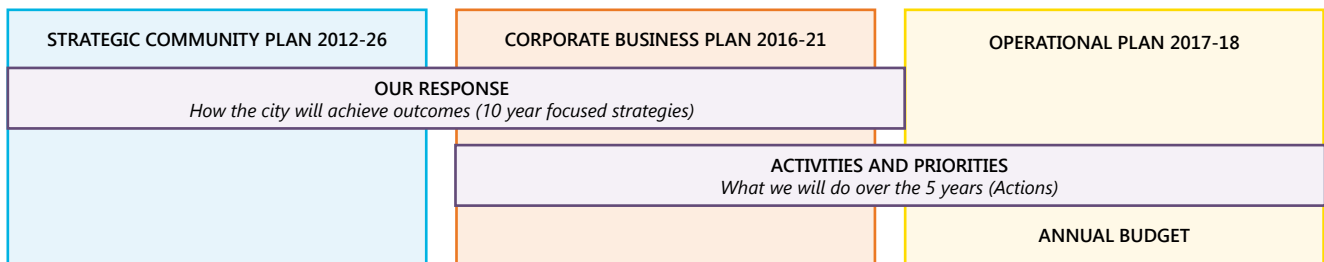 STRATEGIC COMMUNITY PLAN 2012-26
CORPORATE BUSINESS PLAN 2016-21
OPERATIONAL PLAN 2017-18
OUR RESPONSE
How the city will achieve outcomes (10 year focused strategies)
ACTIVITIES AND PRIORITIES
What we will do over the 5 years (Actions)
ANNUAL BUDGET